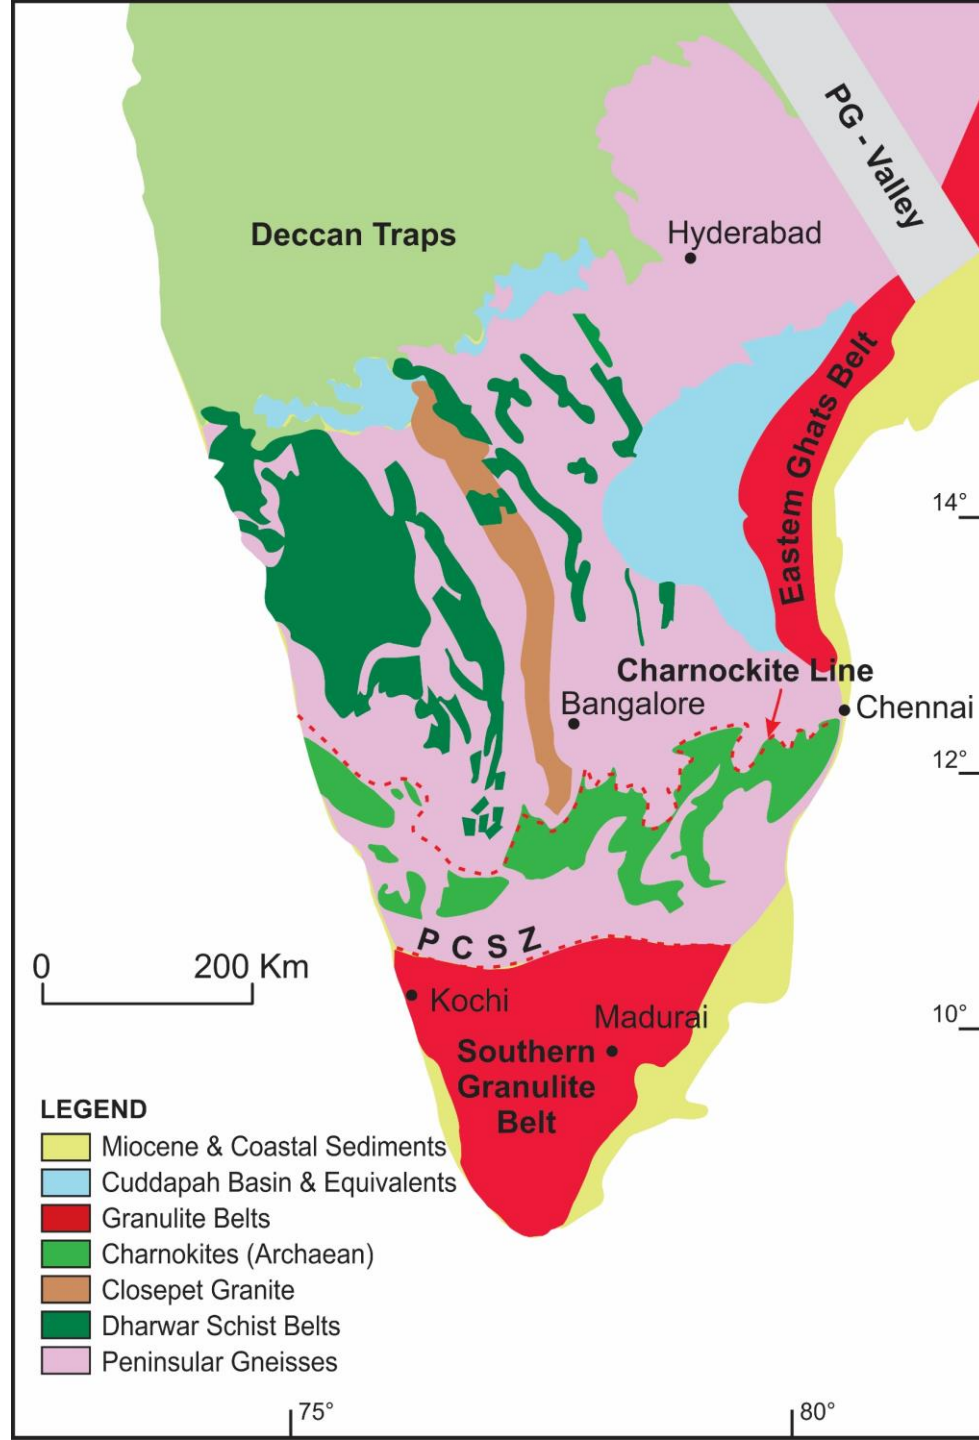 PG - Valley
Deccan Traps
Hyderabad
Eastem Ghats Belt
14°
Charnockite Line
Bangalore
Chennai
12°
P C S Z
0 200 Km
Kochi
Madurai
10°
Southern
Granulite
Belt
LEGEND
Miocene & Coastal Sediments
Cuddapah Basin & Equivalents
Granulite Belts
Charnokites (Archaean)
Closepet Granite
Dharwar Schist Belts
Peninsular Gneisses
75° 80°